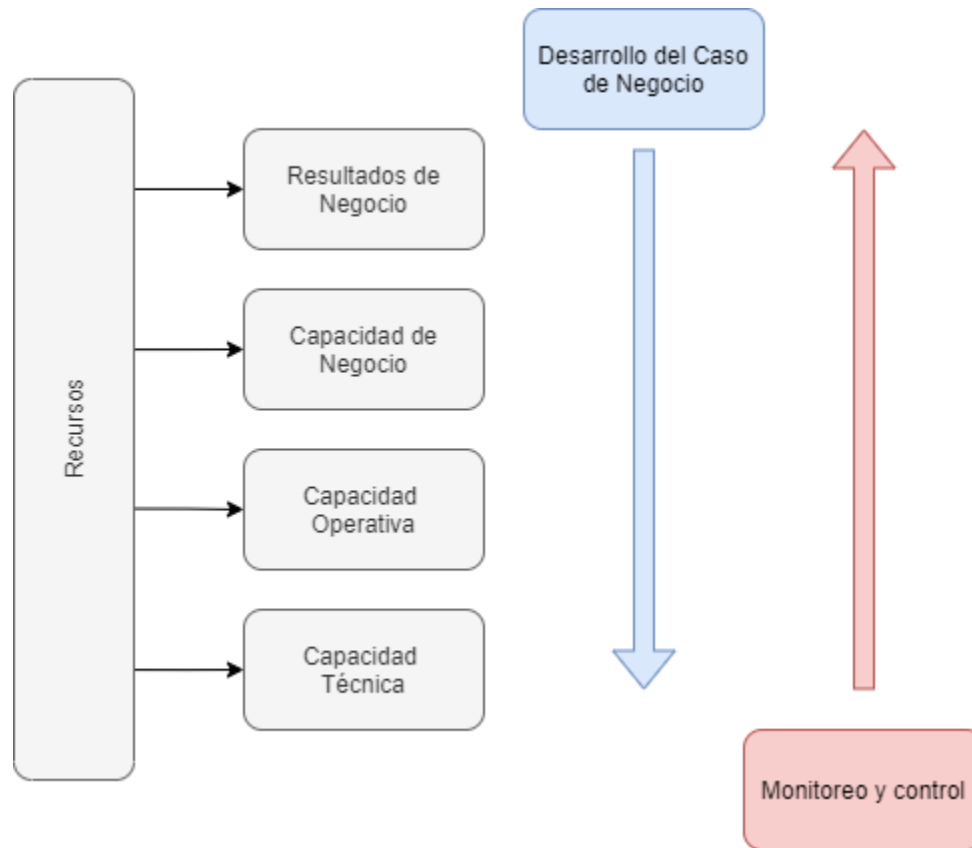 Desarrollo del Caso
de Negocio
Resultados de
Negocio
Capacidad de
Negocio
Recursos
Capacidad
Operativa
Capacidad
Técnica
Monitoreo y control